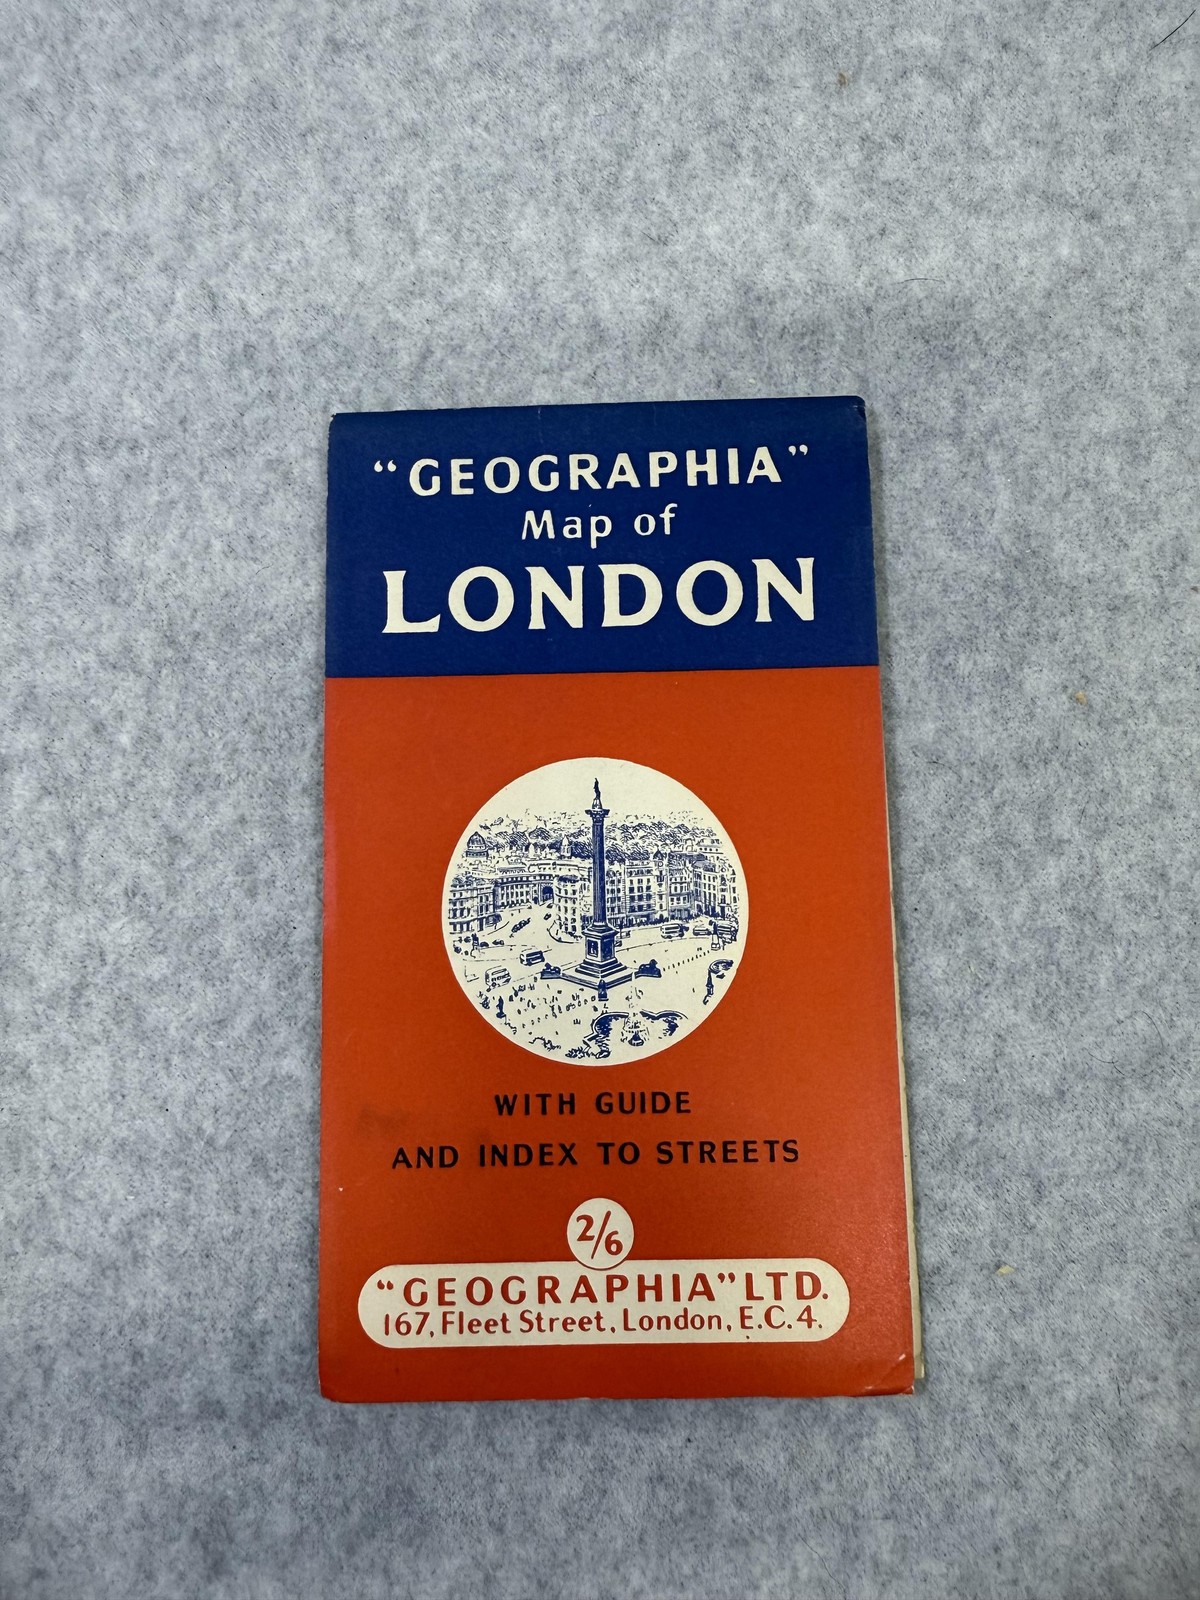 “GEOGRAPHIA”
Map of
LONDON
WITH GUIDE
AND INDEX TO STREETS
2/6
“GEOGRAPHIA” LTD.
167, Fleet Street, London, E.C.4.